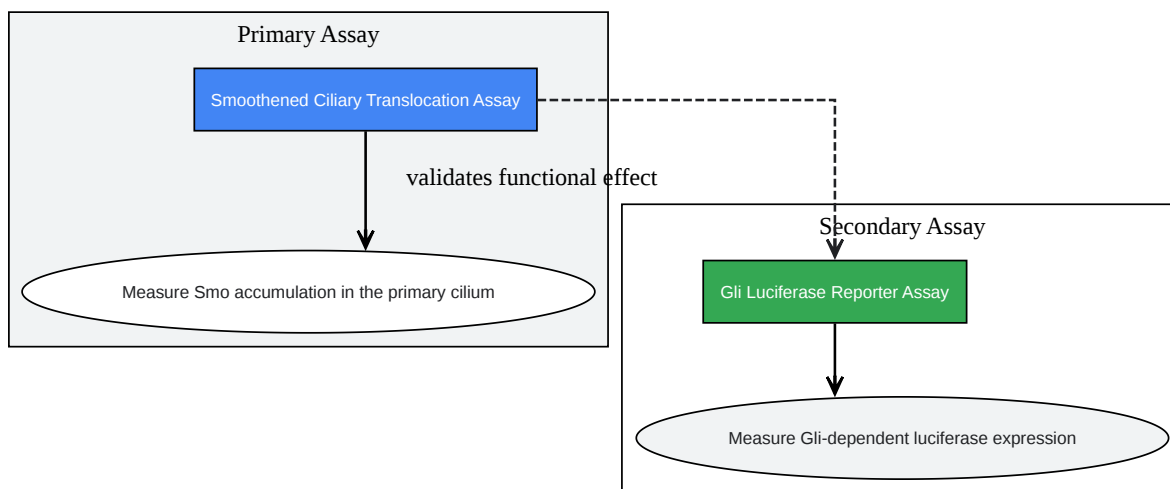 Primary Assay
Smoothened Ciliary Translocation Assay
validates functional effect
Secondary Assay
Gli Luciferase Reporter Assay
Measure Smo accumulation in the primary cilium
Measure Gli-dependent luciferase expression